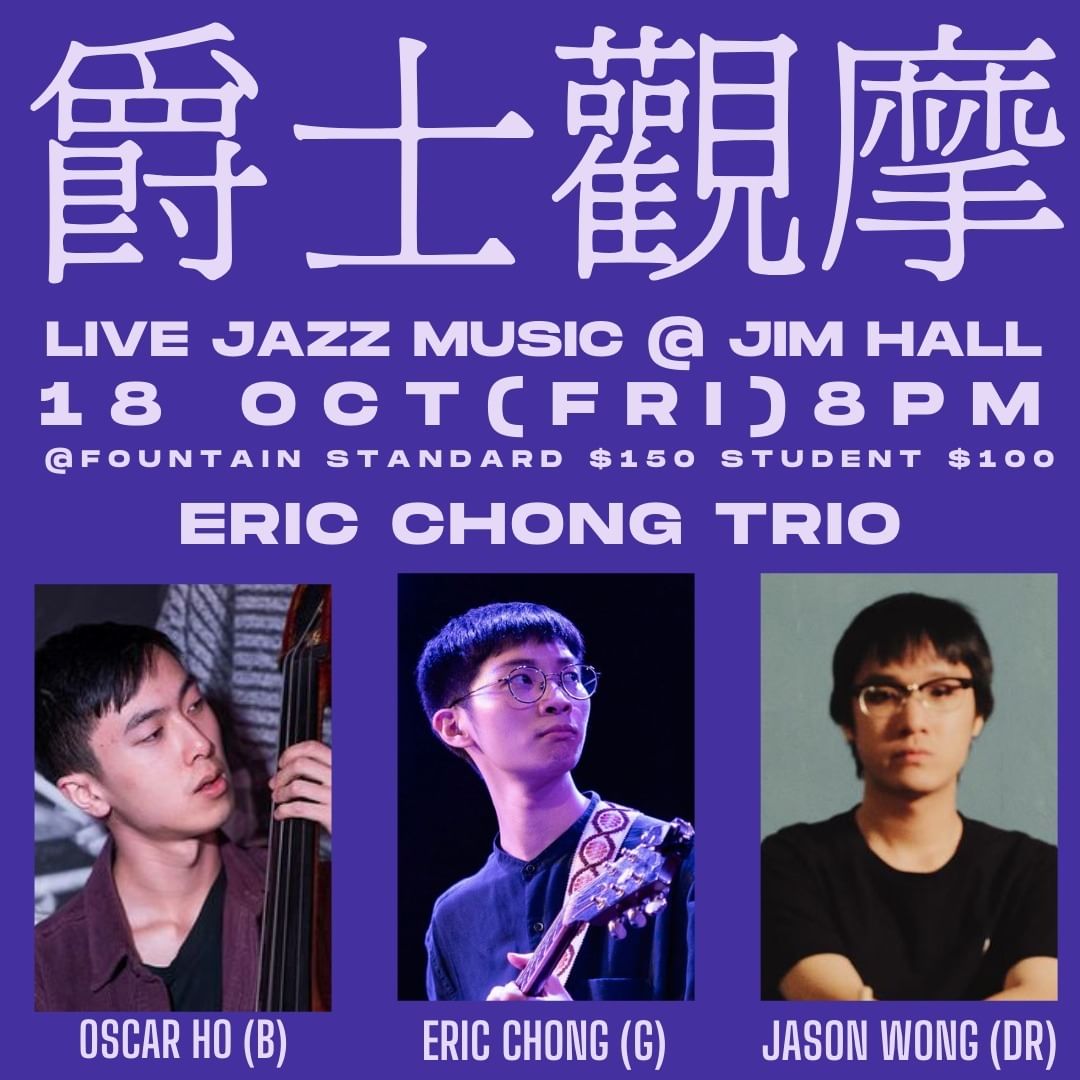 爵士觀摩
LIVE JAZZ MUSIC @ JIM HALL
18 OCT(FRI)8PM
@FOUNTAIN STANDARD $150 STUDENT $100
ERIC CHONG TRIO
OSCAR HO (B) ERIC CHONG (G) JASON WONG (DR)